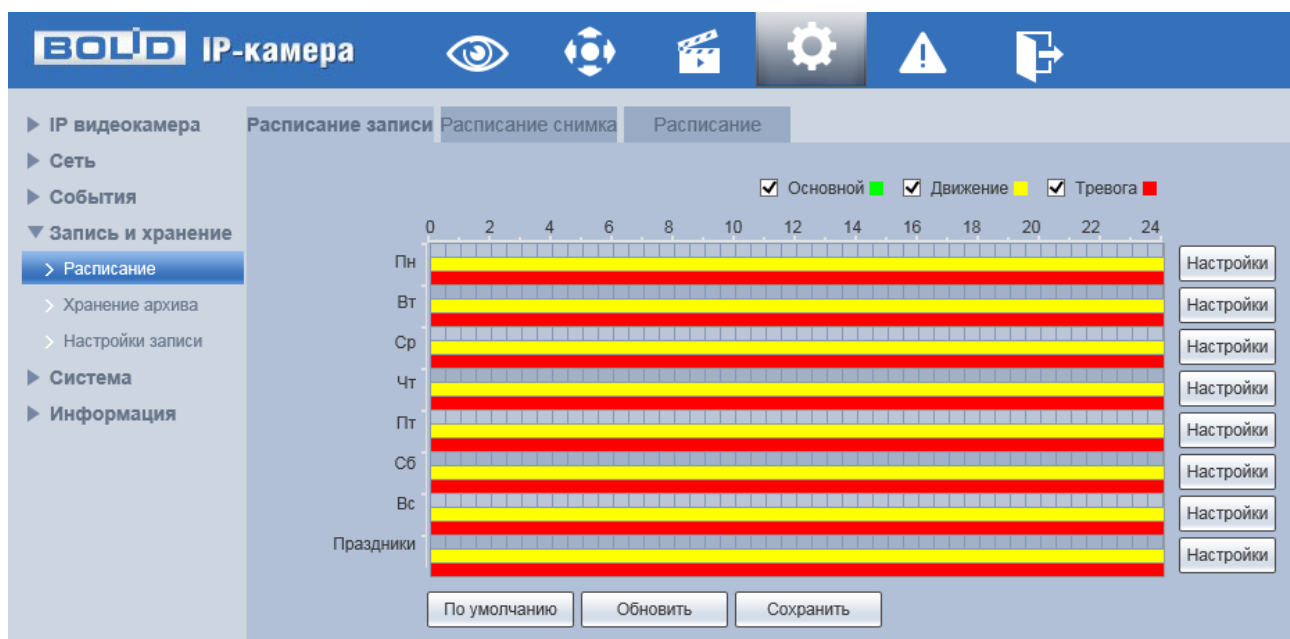 BOLID IP-камера
IP видеокамера
Сеть
События
Запись и хранение
Расписание
Хранение архива
Настройки записи
Система
Информация
Расписание записи Расписание снимка Расписание
Основной Движение Тревога
0 2 4 6 8 10 12 14 16 18 20 22 24
Пн Настройки
Вт Настройки
Ср Настройки
Чт Настройки
Пт Настройки
Сб Настройки
Вс Настройки
Праздники Настройки
По умолчанию Обновить Сохранить